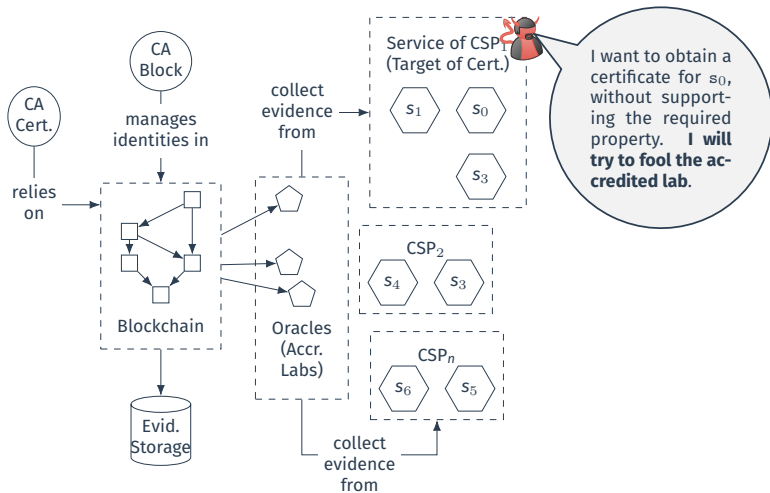 CA
Block
CA
Cert.
manages
identities in
relies
on
Blockchain
Evid.
Storage
collect
evidence
from
Oracles
(Accr.
Labs)
Service of CSP₁
(Target of Cert.)
s₁
s₀
s₃
CSP₂
s₄
s₃
CSPₙ
s₆
s₅
collect
evidence
from
I want to obtain a
certificate for s₀,
without support-
ing the required
property. I will
try to fool the ac-
credited lab.